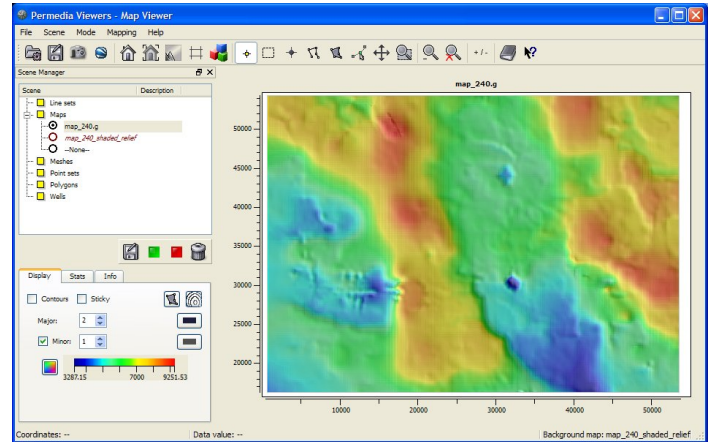 Permedia Viewers - Map Viewer
File Scene Mode Mapping Help
+/-
Scene Manager
Scene Description
Line sets
Maps
map_240.g
map_240_shaded_relief
--None--
Meshes
Point sets
Polygons
Wells
Display Stats Info
Contours Sticky
Major: 2
Minor: 1
3287.15 7000 9251.53
map_240.g
50000
45000
40000
35000
30000
25000
20000
10000 20000 30000 40000 50000
Coordinates: -- Data value: -- Background map: map_240_shaded_relief